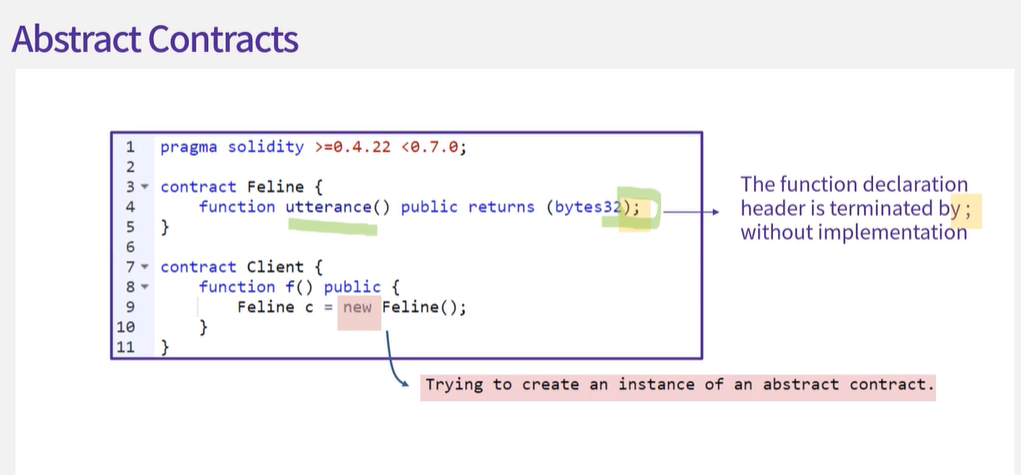 Abstract Contracts
1 pragma solidity >=0.4.22 <0.7.0;
2
3 contract Feline {
4 function utterance() public returns (bytes32);
5 }
6
7 contract Client {
8 function f() public {
9 Feline c = new Feline();
10 }
11 }
The function declaration
header is terminated by ;
without implementation
Trying to create an instance of an abstract contract.